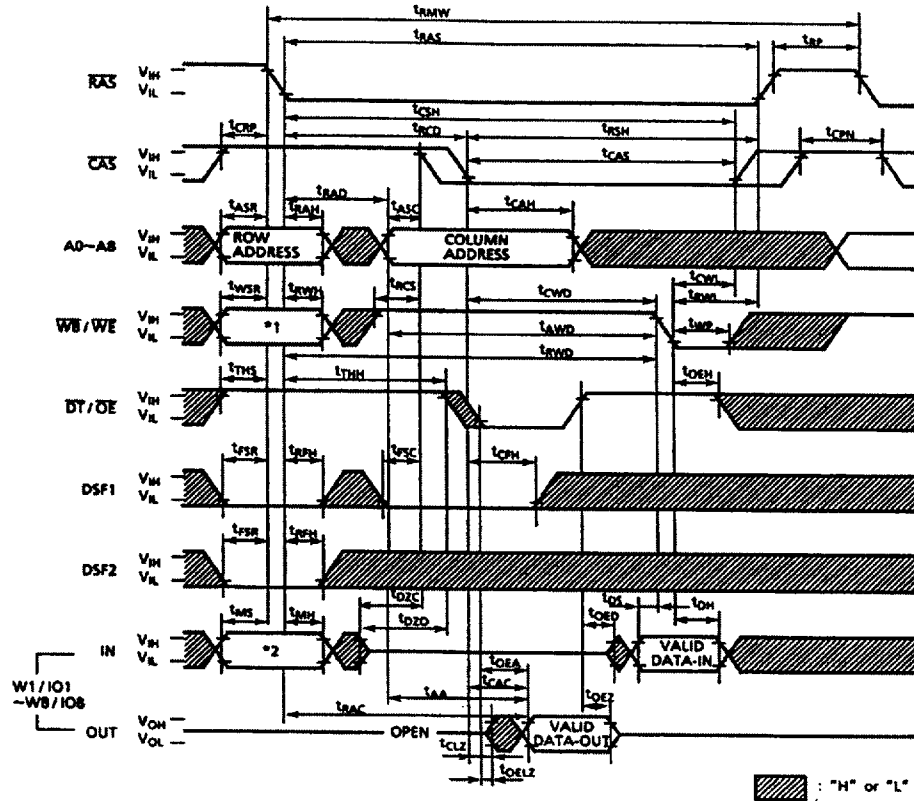 tRMW
tRAS
tRP
RAS
VIH
VIL
tCSH
tCRP
tRCD
tRSH
tCPN
CAS
VIH
VIL
tCAS
tRAD
tASR
tRAH
tASC
tCAH
A0~A8
VIH
VIL
ROW ADDRESS
COLUMN ADDRESS
tCWL
tRWL
tWSR
tRWH
tRCS
tCWD
WB/WE
VIH
VIL
*1
tAWD
tWP
tRWD
tTHS
tTHH
tOEH
DT/OE
VIH
VIL
tFSR
tRFH
tFSC
tCFH
DSF1
VIH
VIL
tFSR
tRFH
DSF2
VIH
VIL
tDZC
tDS
tDH
tMS
tMH
tDZO
tOED
IN
VIH
VIL
*2
VALID DATA-IN
tOEA
tCAC
W1/IO1
~W8/IO8
tAA
tOEZ
tRAC
OUT
VOH
VOL
OPEN
VALID DATA-OUT
tCLZ
tOELZ
: "H" or "L"